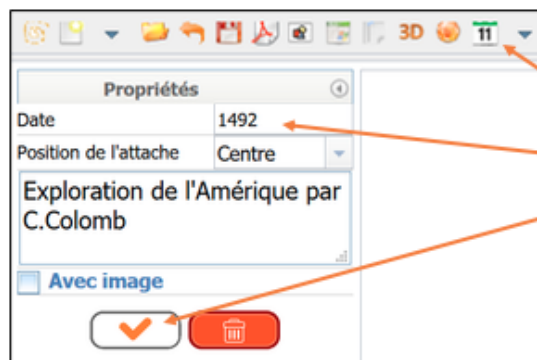 3D 11
Propriétés
Date 1492
Position de l'attache Centre
Exploration de l'Amérique par
C.Colomb
Avec image